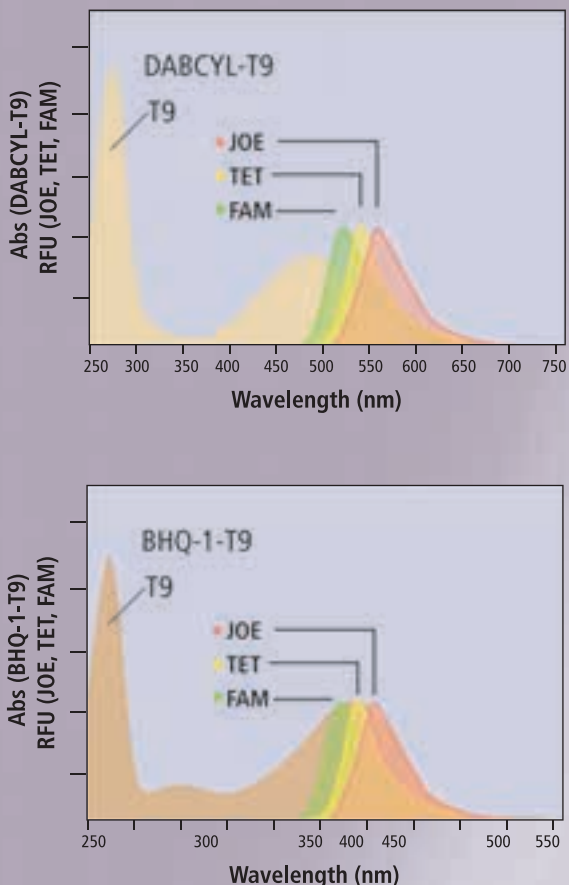 Abs (DABCYL-T9)
RFU (JOE, TET, FAM)
DABCYL-T9
T9
JOE
TET
FAM
250 300 350 400 450 500 550 600 650 700 750
Wavelength (nm)
Abs (BHQ-1-T9)
RFU (JOE, TET, FAM)
BHQ-1-T9
T9
JOE
TET
FAM
250 300 350 400 450 500 550
Wavelength (nm)